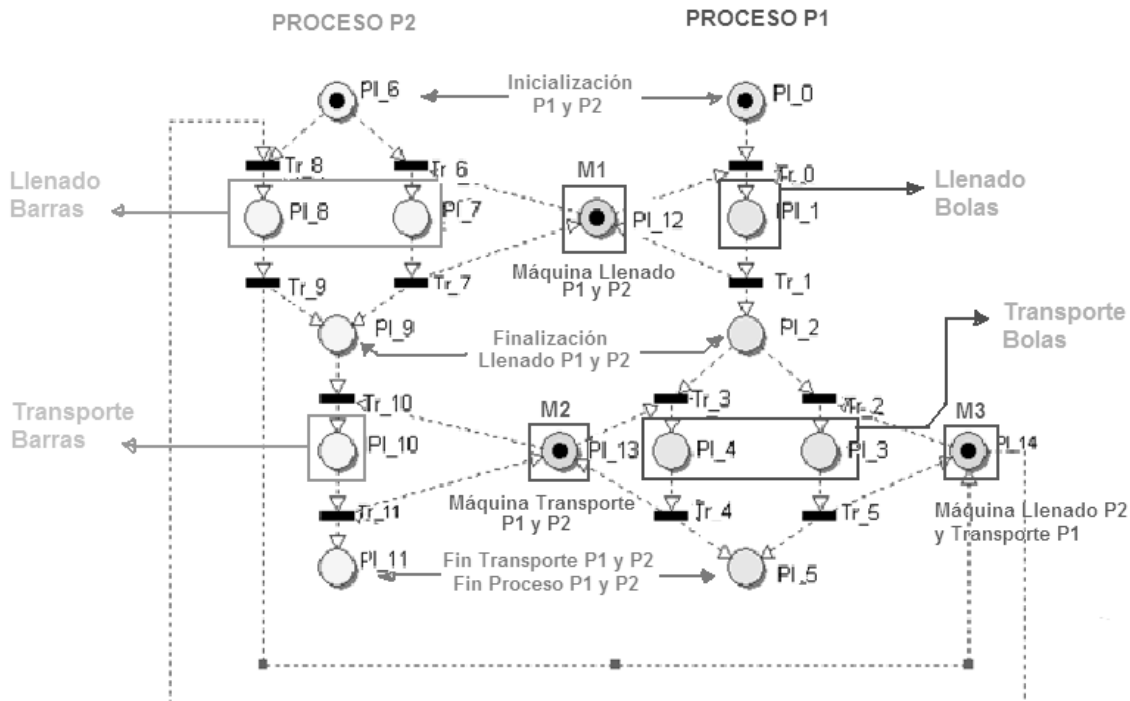 PROCESO P2
PROCESO P1
Pl_6
Inicialización
P1 y P2
Pl_0
Tr_8
Tr_6
M1
Tr_0
Llenado
Barras
Pl_8
Pl_7
Pl_12
Pl_1
Llenado
Bolas
Máquina Llenado
P1 y P2
Tr_9
Tr_7
Tr_1
Pl_9
Finalización
Llenado P1 y P2
Pl_2
Transporte
Bolas
Transporte
Barras
Tr_10
M2
Tr_3
Tr_2
M3
Pl_10
Pl_13
Pl_4
Pl_3
Pl_14
Tr_11
Máquina Transporte
P1 y P2
Tr_4
Tr_5
Máquina Llenado P2
y Transporte P1
Pl_11
Fin Transporte P1 y P2
Fin Proceso P1 y P2
Pl_5